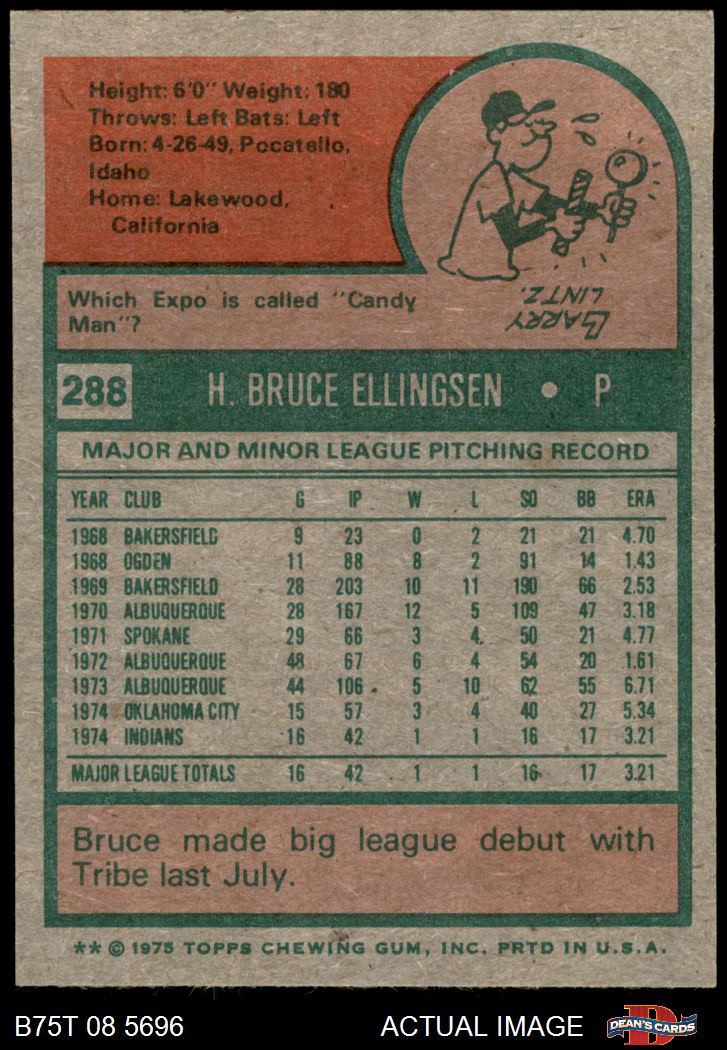 Height: 6'0" Weight: 180
Throws: Left Bats: Left
Born: 4-26-49, Pocatello,
Idaho
Home: Lakewood,
California
Which Expo is called "Candy
Man"?
LARRY
LINTZ.
288 H. BRUCE ELLINGSEN • P
MAJOR AND MINOR LEAGUE PITCHING RECORD
YEAR CLUB G IP W L SO BB ERA
1968 BAKERSFIELD 9 23 0 2 21 21 4.70
1968 OGDEN 11 88 8 2 91 14 1.43
1969 BAKERSFIELD 28 203 10 11 190 66 2.53
1970 ALBUQUERQUE 28 167 12 5 109 47 3.18
1971 SPOKANE 29 66 3 4 50 21 4.77
1972 ALBUQUERQUE 48 67 6 4 54 20 1.61
1973 ALBUQUERQUE 44 106 5 10 62 55 6.71
1974 OKLAHOMA CITY 15 57 3 4 40 27 5.34
1974 INDIANS 16 42 1 1 16 17 3.21
MAJOR LEAGUE TOTALS 16 42 1 1 16 17 3.21
Bruce made big league debut with
Tribe last July.
** © 1975 TOPPS CHEWING GUM, INC. PRTD IN U.S.A.
B75T 08 5696 ACTUAL IMAGE D DEAN'S CARDS